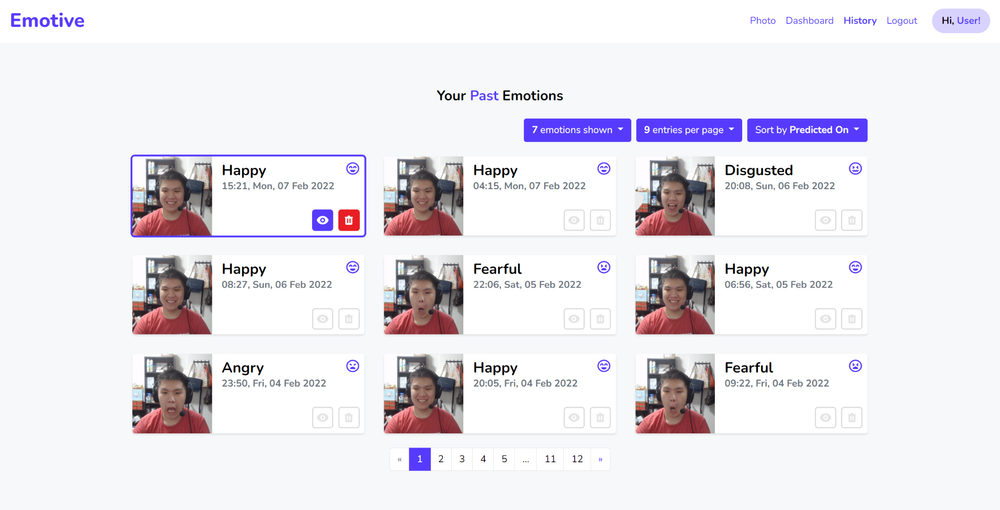 Emotive
Photo Dashboard History Logout Hi, User!
Your Past Emotions
7 emotions shown 9 entries per page Sort by Predicted On
Happy
15:21, Mon, 07 Feb 2022
Happy
04:15, Mon, 07 Feb 2022
Disgusted
20:08, Sun, 06 Feb 2022
Happy
08:27, Sun, 06 Feb 2022
Fearful
22:06, Sat, 05 Feb 2022
Happy
06:56, Sat, 05 Feb 2022
Angry
23:50, Fri, 04 Feb 2022
Happy
20:05, Fri, 04 Feb 2022
Fearful
09:22, Fri, 04 Feb 2022
« 1 2 3 4 5 ... 11 12 »